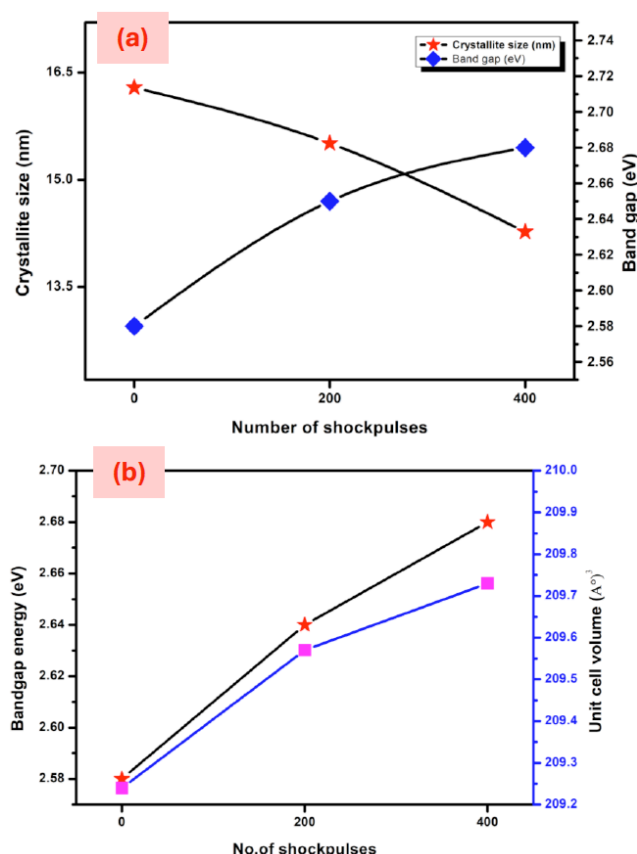 (a)
Crystallite size (nm)
Band gap (eV)
16.5
15.0
13.5
Crystallite size (nm)
2.74
2.72
2.70
2.68
2.66
2.64
2.62
2.60
2.58
2.56
Band gap (eV)
0 200 400
Number of shockpulses
(b)
2.70
2.68
2.66
2.64
2.62
2.60
2.58
Bandgap energy (eV)
210.0
209.9
209.8
209.7
209.6
209.5
209.4
209.3
209.2
Unit cell volume (A°)³
0 200 400
No.of shockpulses